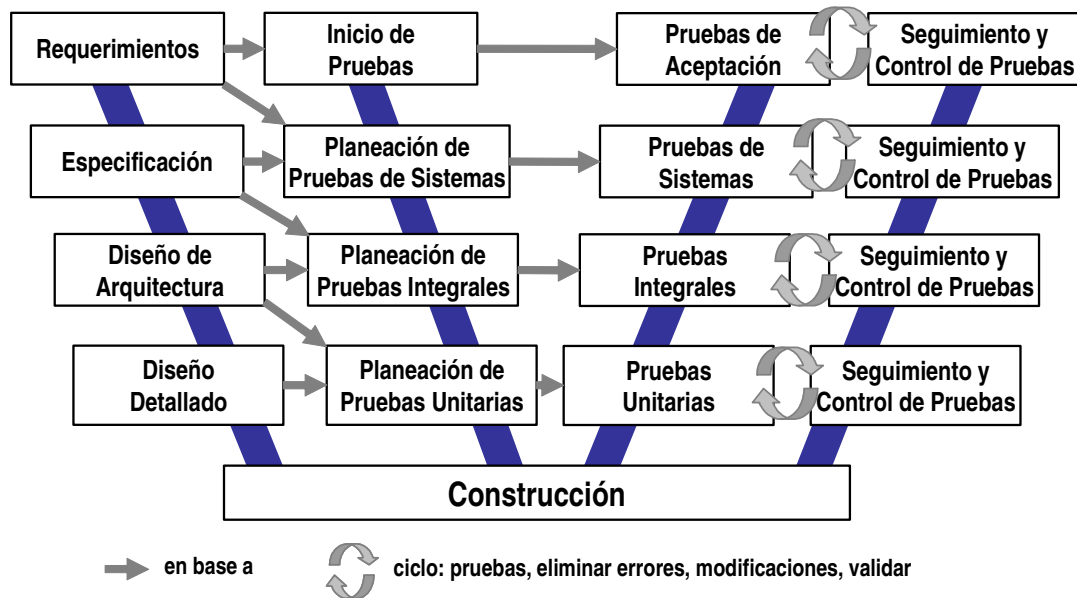 Requerimientos
Inicio de
Pruebas
Pruebas de
Aceptación
Seguimiento y
Control de Pruebas
Especificación
Planeación de
Pruebas de Sistemas
Pruebas de
Sistemas
Seguimiento y
Control de Pruebas
Diseño de
Arquitectura
Planeación de
Pruebas Integrales
Pruebas
Integrales
Seguimiento y
Control de Pruebas
Diseño
Detallado
Planeación de
Pruebas Unitarias
Pruebas
Unitarias
Seguimiento y
Control de Pruebas
Construcción
en base a
ciclo: pruebas, eliminar errores, modificaciones, validar